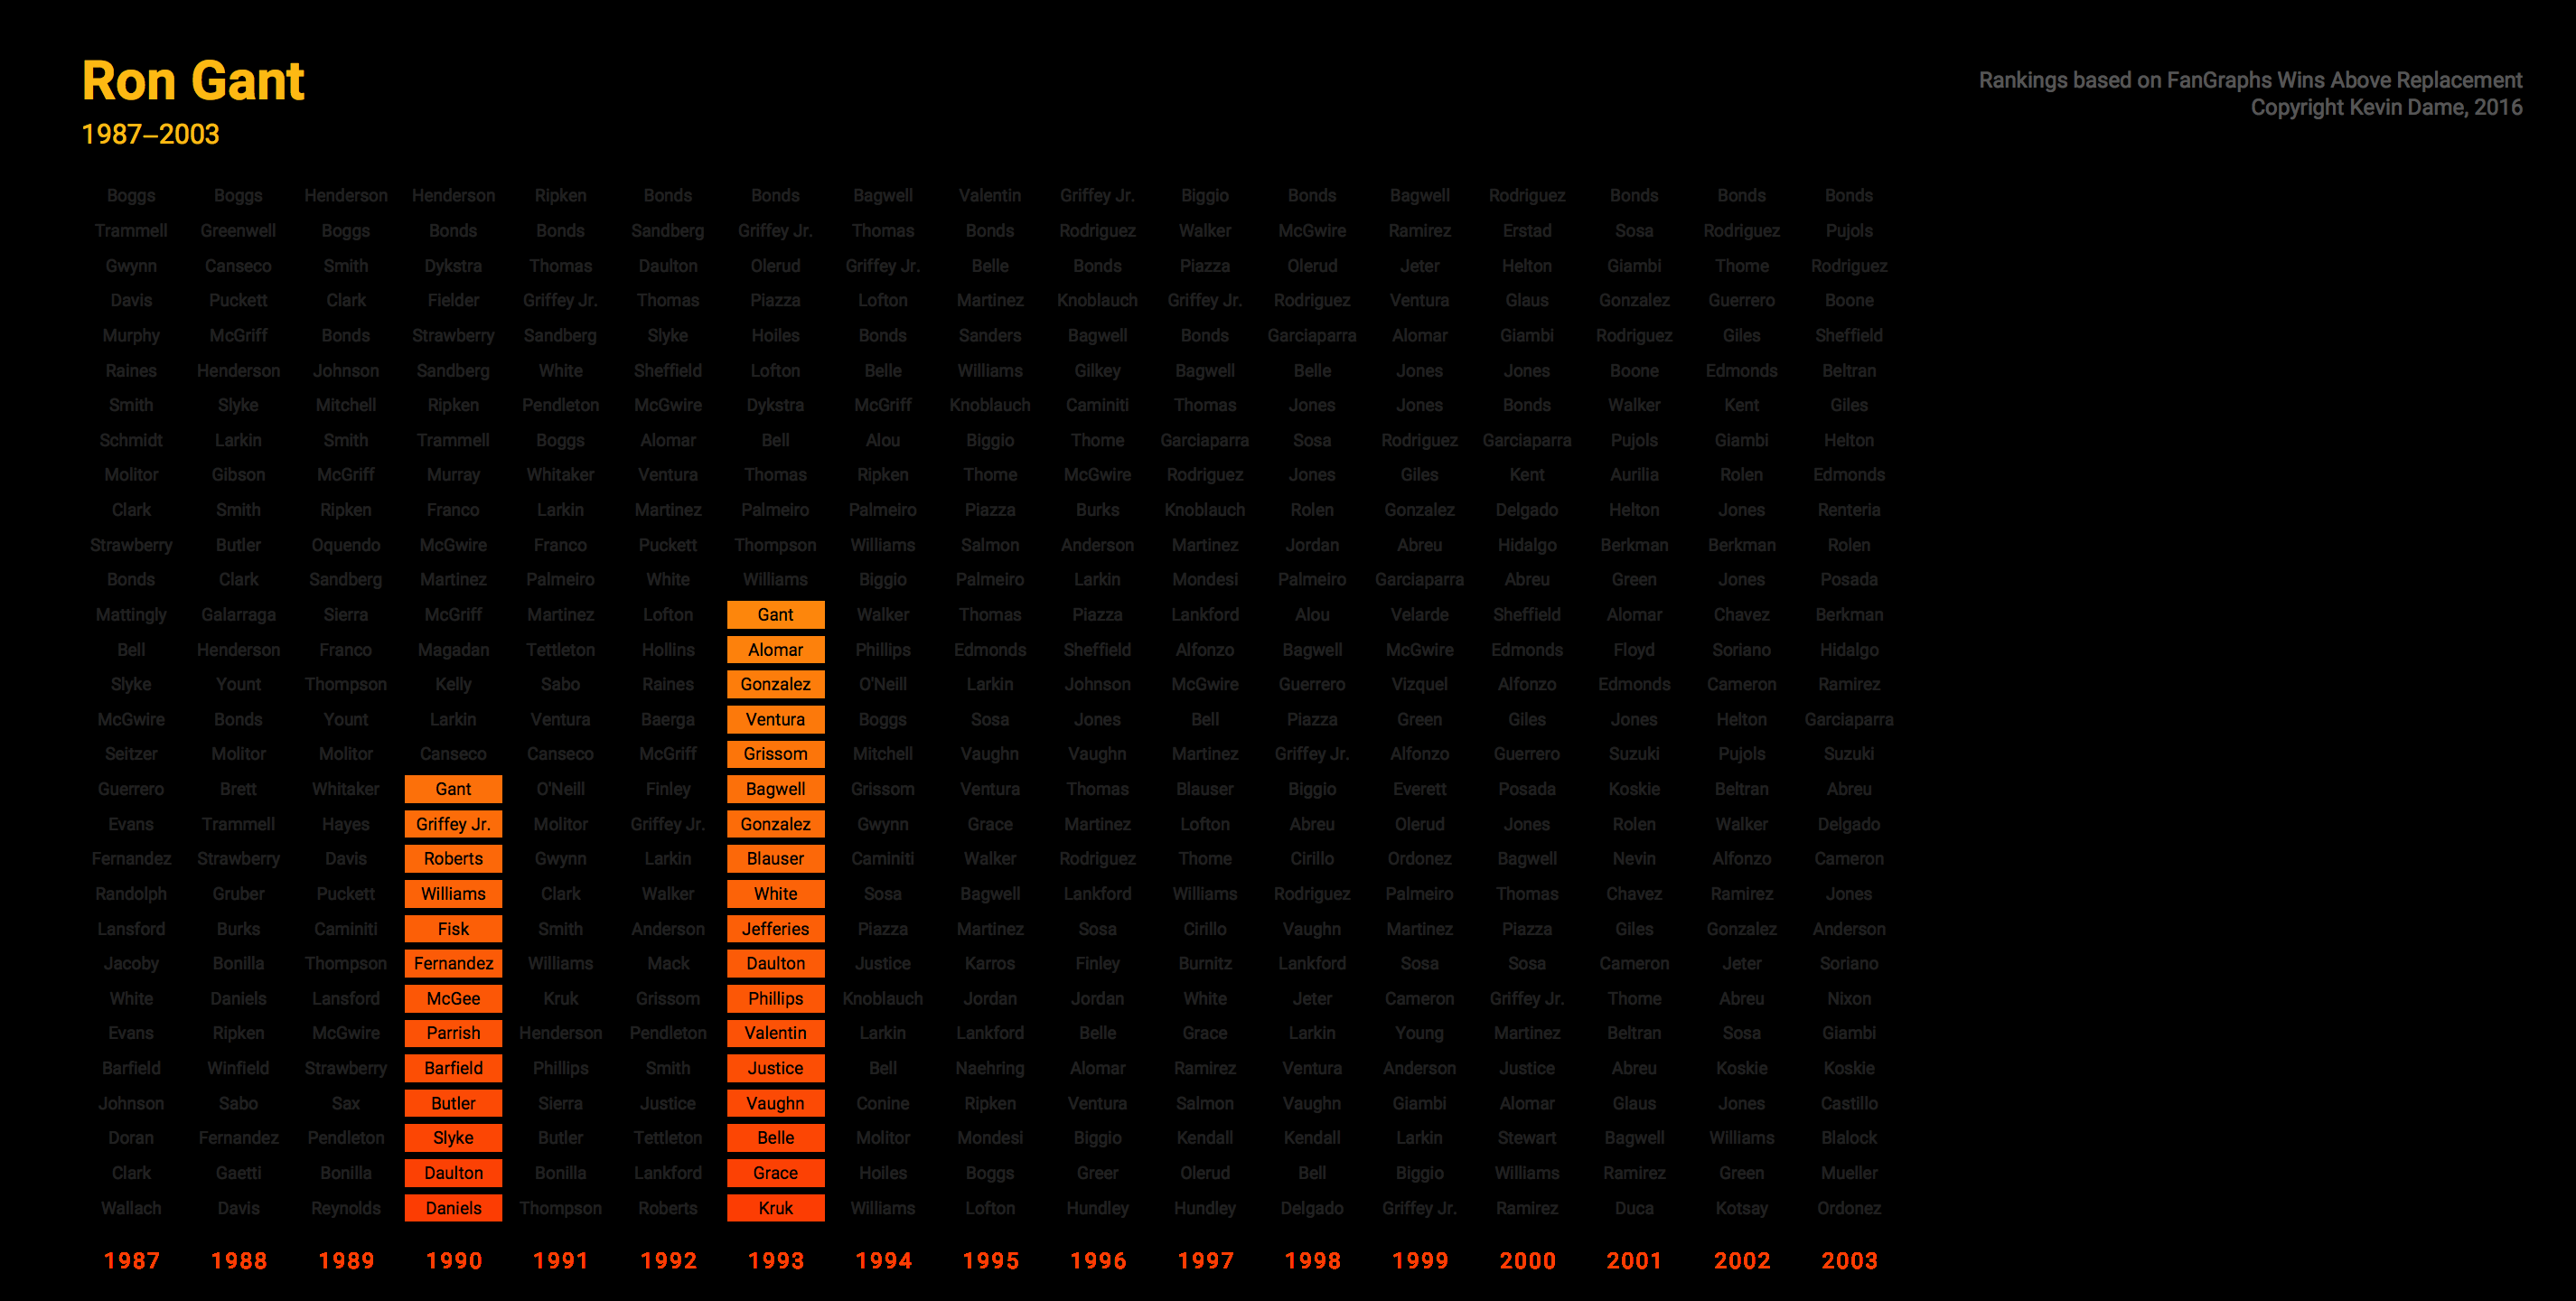 Ron Gant
1987–2003
Rankings based on FanGraphs Wins Above Replacement
Copyright Kevin Dame, 2016
Boggs Boggs Henderson Henderson Ripken Bonds Bonds Bagwell Valentin Griffey Jr. Biggio Bonds Bagwell Rodriguez Bonds Bonds Bonds
Trammell Greenwell Boggs Bonds Bonds Sandberg Griffey Jr. Thomas Bonds Rodriguez Walker McGwire Ramirez Erstad Sosa Rodriguez Pujols
Gwynn Canseco Smith Dykstra Thomas Daulton Olerud Griffey Jr. Belle Bonds Piazza Olerud Jeter Helton Giambi Thome Rodriguez
Davis Puckett Clark Fielder Griffey Jr. Thomas Piazza Lofton Martinez Knoblauch Griffey Jr. Rodriguez Ventura Glaus Gonzalez Guerrero Boone
Murphy McGriff Bonds Strawberry Sandberg Slyke Hoiles Bonds Sanders Bagwell Bonds Garciaparra Alomar Giambi Rodriguez Giles Sheffield
Raines Henderson Johnson Sandberg White Sheffield Lofton Belle Williams Gilkey Bagwell Belle Jones Jones Boone Edmonds Beltran
Smith Slyke Mitchell Ripken Pendleton McGwire Dykstra McGriff Knoblauch Caminiti Thomas Jones Jones Bonds Walker Kent Giles
Schmidt Larkin Smith Trammell Boggs Alomar Bell Alou Biggio Thome Garciaparra Sosa Rodriguez Garciaparra Pujols Giambi Helton
Molitor Gibson McGriff Murray Whitaker Ventura Thomas Ripken Thome McGwire Rodriguez Jones Giles Kent Aurilia Rolen Edmonds
Clark Smith Ripken Franco Larkin Martinez Palmeiro Palmeiro Piazza Burks Knoblauch Rolen Gonzalez Delgado Helton Jones Renteria
Strawberry Butler Oquendo McGwire Franco Puckett Thompson Williams Salmon Anderson Martinez Jordan Abreu Hidalgo Berkman Berkman Rolen
Bonds Clark Sandberg Martinez Palmeiro White Williams Biggio Palmeiro Larkin Mondesi Palmeiro Garciaparra Abreu Green Jones Posada
Mattingly Galarraga Sierra McGriff Martinez Lofton Gant Walker Thomas Piazza Lankford Alou Velarde Sheffield Alomar Chavez Berkman
Bell Henderson Franco Magadan Tettleton Hollins Alomar Phillips Edmonds Sheffield Alfonzo Bagwell McGwire Edmonds Floyd Soriano Hidalgo
Slyke Yount Thompson Kelly Sabo Raines Gonzalez O'Neill Larkin Johnson McGwire Guerrero Vizquel Alfonzo Edmonds Cameron Ramirez
McGwire Bonds Yount Larkin Ventura Baerga Ventura Boggs Sosa Jones Bell Piazza Green Giles Jones Helton Garciaparra
Seitzer Molitor Molitor Canseco Canseco McGriff Grissom Mitchell Vaughn Vaughn Martinez Griffey Jr. Alfonzo Guerrero Suzuki Pujols Suzuki
Guerrero Brett Whitaker Gant O'Neill Finley Bagwell Grissom Ventura Thomas Blauser Biggio Everett Posada Koskie Beltran Abreu
Evans Trammell Hayes Griffey Jr. Molitor Griffey Jr. Gonzalez Gwynn Grace Martinez Lofton Abreu Olerud Jones Rolen Walker Delgado
Fernandez Strawberry Davis Roberts Gwynn Larkin Blauser Caminiti Walker Rodriguez Thome Cirillo Ordonez Bagwell Nevin Alfonzo Cameron
Randolph Gruber Puckett Williams Clark Walker White Sosa Bagwell Lankford Williams Rodriguez Palmeiro Thomas Chavez Ramirez Jones
Lansford Burks Caminiti Fisk Smith Anderson Jefferies Piazza Martinez Sosa Cirillo Vaughn Martinez Piazza Giles Gonzalez Anderson
Jacoby Bonilla Thompson Fernandez Williams Mack Daulton Justice Karros Finley Burnitz Lankford Sosa Sosa Cameron Jeter Soriano
White Daniels Lansford McGee Kruk Grissom Phillips Knoblauch Jordan Jordan White Jeter Cameron Griffey Jr. Thome Abreu Nixon
Evans Ripken McGwire Parrish Henderson Pendleton Valentin Larkin Lankford Belle Grace Larkin Young Martinez Beltran Sosa Giambi
Barfield Winfield Strawberry Barfield Phillips Smith Justice Bell Naehring Alomar Ramirez Ventura Anderson Justice Abreu Koskie Koskie
Johnson Sabo Sax Butler Sierra Justice Vaughn Conine Ripken Ventura Salmon Vaughn Giambi Alomar Glaus Jones Castillo
Doran Fernandez Pendleton Slyke Butler Tettleton Belle Molitor Mondesi Biggio Kendall Kendall Larkin Stewart Bagwell Williams Blalock
Clark Gaetti Bonilla Daulton Bonilla Lankford Grace Hoiles Boggs Greer Olerud Bell Biggio Williams Ramirez Green Mueller
Wallach Davis Reynolds Daniels Thompson Roberts Kruk Williams Lofton Hundley Hundley Delgado Griffey Jr. Ramirez Duca Kotsay Ordonez
1987 1988 1989 1990 1991 1992 1993 1994 1995 1996 1997 1998 1999 2000 2001 2002 2003